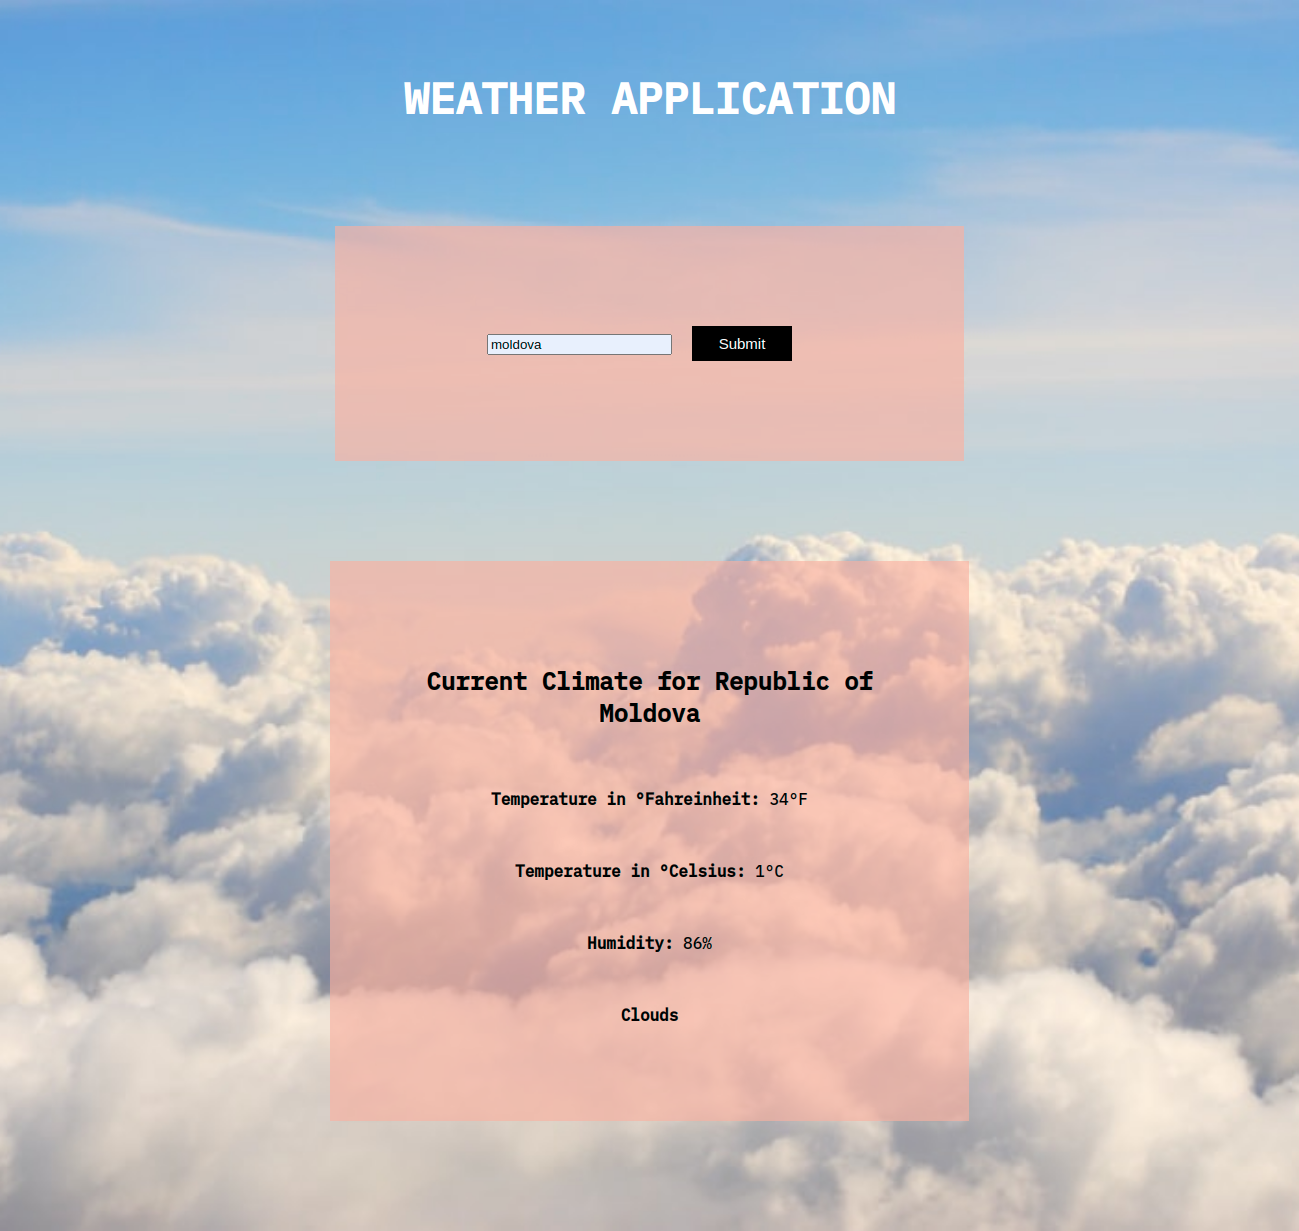 WEATHER APPLICATION
moldova
Submit
Current Climate for Republic of
Moldova
Temperature in °Fahreinheit: 34°F
Temperature in °Celsius: 1°C
Humidity: 86%
Clouds